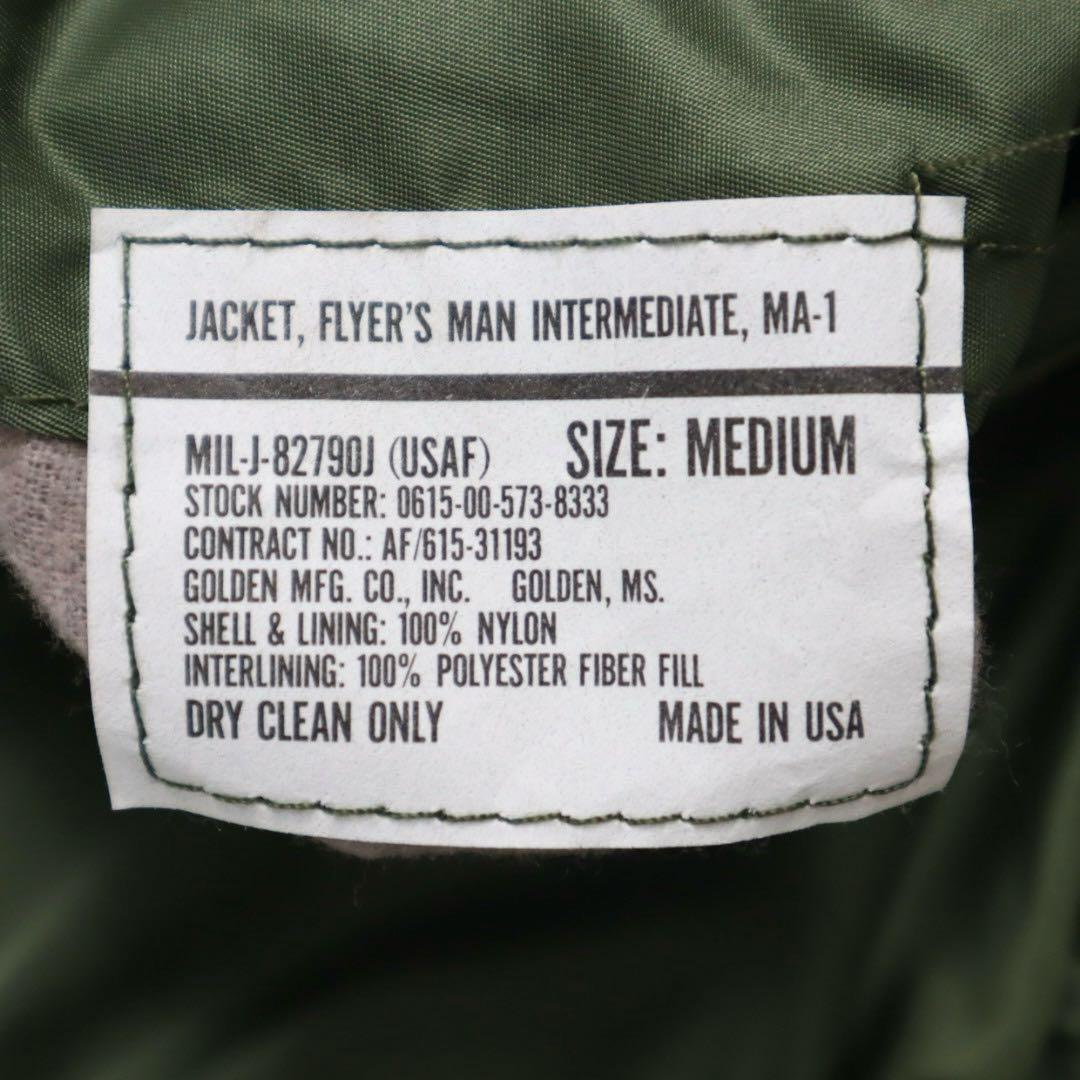 JACKET, FLYER'S MAN INTERMEDIATE, MA-1
MIL-J-82790J (USAF) SIZE: MEDIUM
STOCK NUMBER: 0615-00-573-8333
CONTRACT NO.: AF/615-31193
GOLDEN MFG. CO., INC. GOLDEN, MS.
SHELL & LINING: 100% NYLON
INTERLINING: 100% POLYESTER FIBER FILL
DRY CLEAN ONLY MADE IN USA